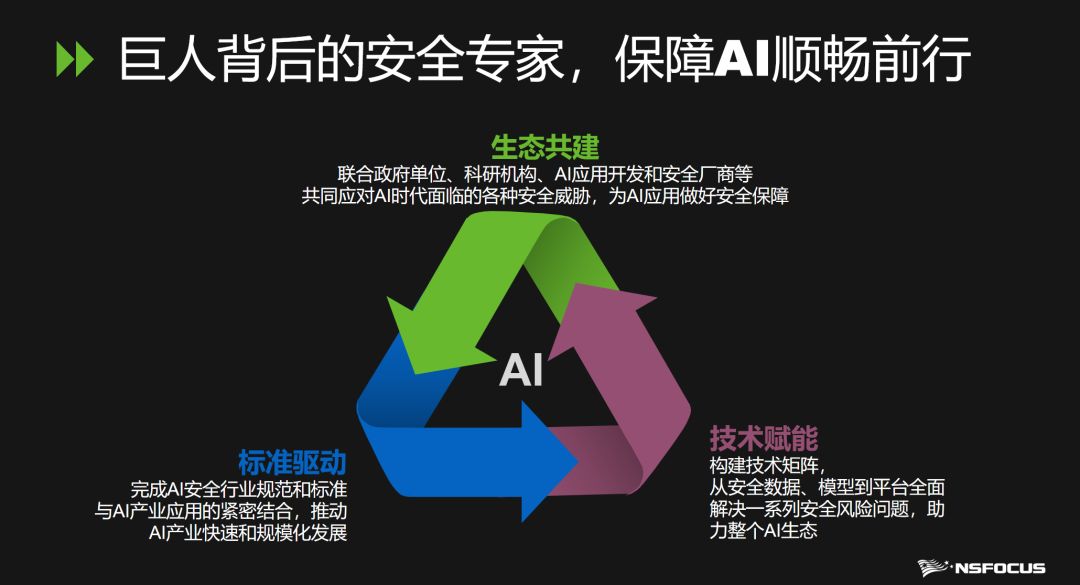 巨人背后的安全专家，保障AI顺畅前行
生态共建
联合政府单位、科研机构、AI应用开发和安全厂商等
共同应对AI时代面临的各种安全威胁，为AI应用做好安全保障
AI
标准驱动
完成AI安全行业规范和标准
与AI产业应用的紧密结合，推动
AI产业快速和规模化发展
技术赋能
构建技术矩阵，
从安全数据、模型到平台全面
解决一系列安全风险问题，助
力整个AI生态
NSFOCUS